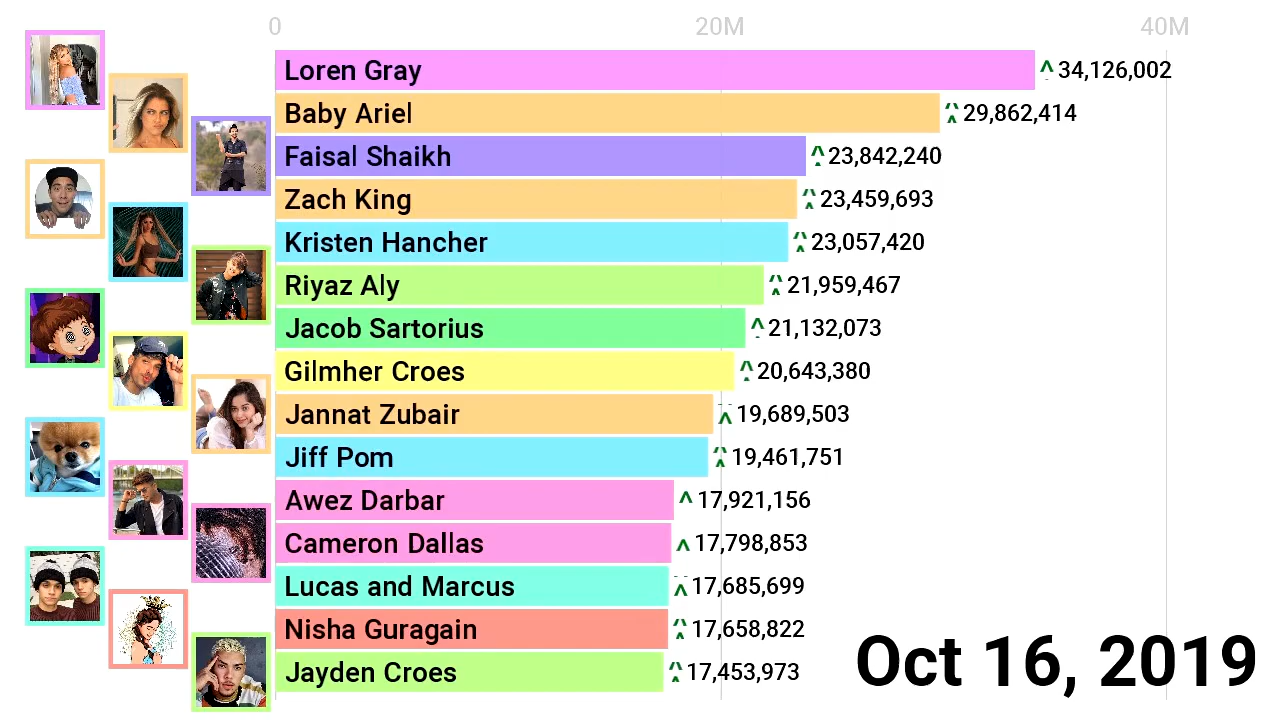 0 20M 40M
Loren Gray 34,126,002
Baby Ariel 29,862,414
Faisal Shaikh 23,842,240
Zach King 23,459,693
Kristen Hancher 23,057,420
Riyaz Aly 21,959,467
Jacob Sartorius 21,132,073
Gilmher Croes 20,643,380
Jannat Zubair 19,689,503
Jiff Pom 19,461,751
Awez Darbar 17,921,156
Cameron Dallas 17,798,853
Lucas and Marcus 17,685,699
Nisha Guragain 17,658,822
Jayden Croes 17,453,973
Oct 16, 2019